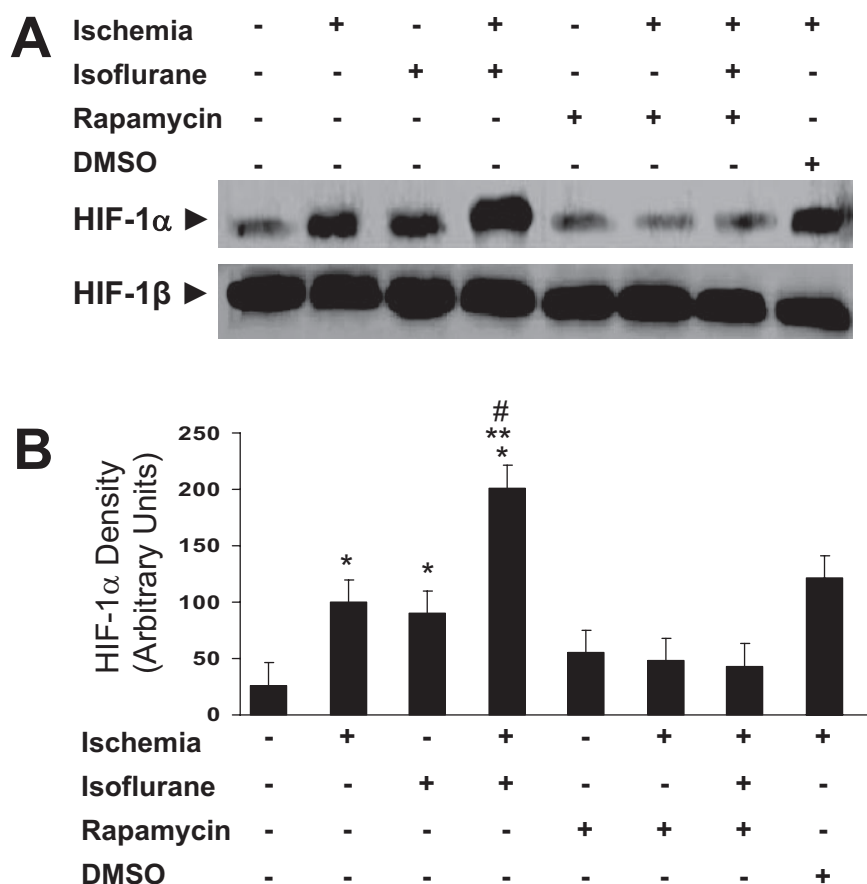 A
Ischemia - + - + - + + +
Isoflurane - - + + - - + -
Rapamycin - - - - + + + -
DMSO - - - - - - - +
HIF-1α ►
HIF-1β ►
B
HIF-1α Density
(Arbitrary Units)
#
**
*
* *
250
200
150
100
50
0
Ischemia - + - + - + + +
Isoflurane - - + + - - + -
Rapamycin - - - - + + + -
DMSO - - - - - - - +